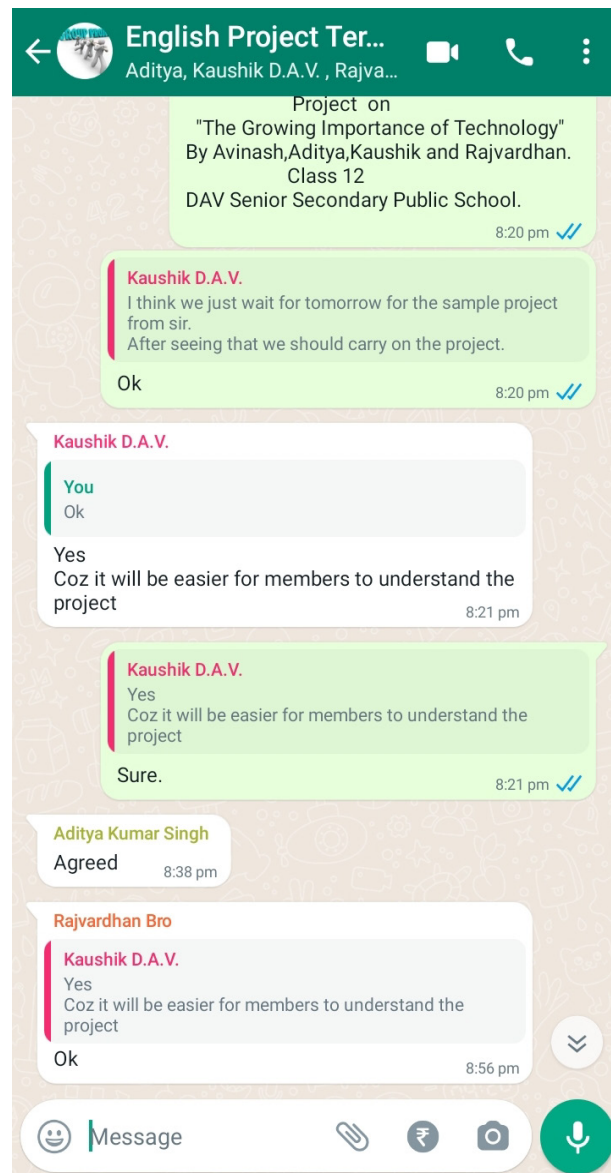 English Project Ter...
Aditya, Kaushik D.A.V. , Rajva...
Project on
"The Growing Importance of Technology"
By Avinash,Aditya,Kaushik and Rajvardhan.
Class 12
DAV Senior Secondary Public School.
8:20 pm
Kaushik D.A.V.
I think we just wait for tomorrow for the sample project
from sir.
After seeing that we should carry on the project.
Ok
8:20 pm
Kaushik D.A.V.
You
Ok
Yes
Coz it will be easier for members to understand the
project
8:21 pm
Kaushik D.A.V.
Yes
Coz it will be easier for members to understand the
project
Sure.
8:21 pm
Aditya Kumar Singh
Agreed
8:38 pm
Rajvardhan Bro
Kaushik D.A.V.
Yes
Coz it will be easier for members to understand the
project
Ok
8:56 pm
Message
₹